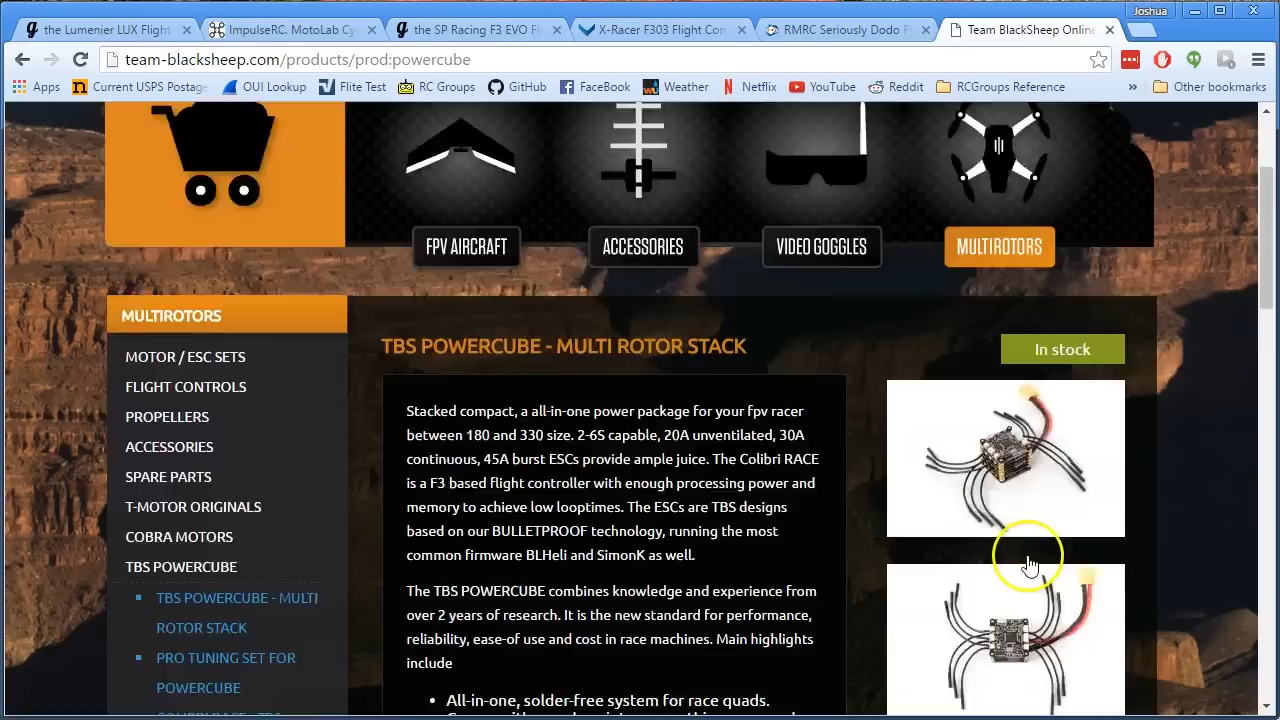 Joshua
the Lumenier LUX Flight
ImpulseRC. MotoLab Cy
the SP Racing F3 EVO Fl
X-Racer F303 Flight Con
RMRC Seriously Dodo F
Team BlackSheep Online
team-blacksheep.com/products/prod:powercube
Apps
Current USPS Postage
OUI Lookup
Flite Test
RC Groups
GitHub
FaceBook
Weather
Netflix
YouTube
Reddit
RCGroups Reference
»
Other bookmarks
FPV AIRCRAFT
ACCESSORIES
VIDEO GOGGLES
MULTIROTORS
MULTIROTORS
MOTOR / ESC SETS
FLIGHT CONTROLS
PROPELLERS
ACCESSORIES
SPARE PARTS
T-MOTOR ORIGINALS
COBRA MOTORS
TBS POWERCUBE
TBS POWERCUBE - MULTI
ROTOR STACK
PRO TUNING SET FOR
POWERCUBE
TBS POWERCUBE - MULTI ROTOR STACK
In stock
Stacked compact, a all-in-one power package for your fpv racer
between 180 and 330 size. 2-6S capable, 20A unventilated, 30A
continuous, 45A burst ESCs provide ample juice. The Colibri RACE
is a F3 based flight controller with enough processing power and
memory to achieve low looptimes. The ESCs are TBS designs
based on our BULLETPROOF technology, running the most
common firmware BLHeli and SimonK as well.
The TBS POWERCUBE combines knowledge and experience from
over 2 years of research. It is the new standard for performance,
reliability, ease-of use and cost in race machines. Main highlights
include
• All-in-one, solder-free system for race quads.